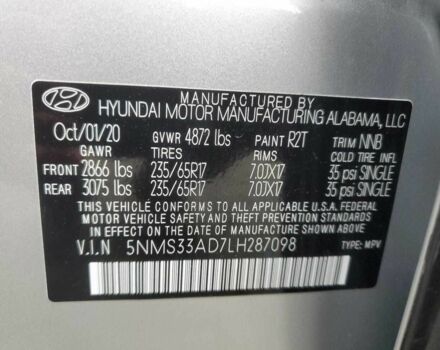 MANUFACTURED BY
HYUNDAI MOTOR MANUFACTURING ALABAMA, LLC
Oct/01/20 GVWR 4872 lbs PAINT R2T TRIM NNB
GAWR TIRES RIMS COLD TIRE INFL
FRONT 2866 lbs 235/65R17 7.0JX17 35 psi SINGLE
REAR 3075 lbs 235/65R17 7.0JX17 35 psi SINGLE
THIS VEHICLE CONFORMS TO ALL APPLICABLE U.S.A. FEDERAL
MOTOR VEHICLE SAFETY AND THEFT PREVENTION STANDARDS
IN EFFECT ON THE DATE OF MANUFACTURE SHOWN ABOVE.
V.I.N 5NMS33AD7LH287098 TYPE: MPV